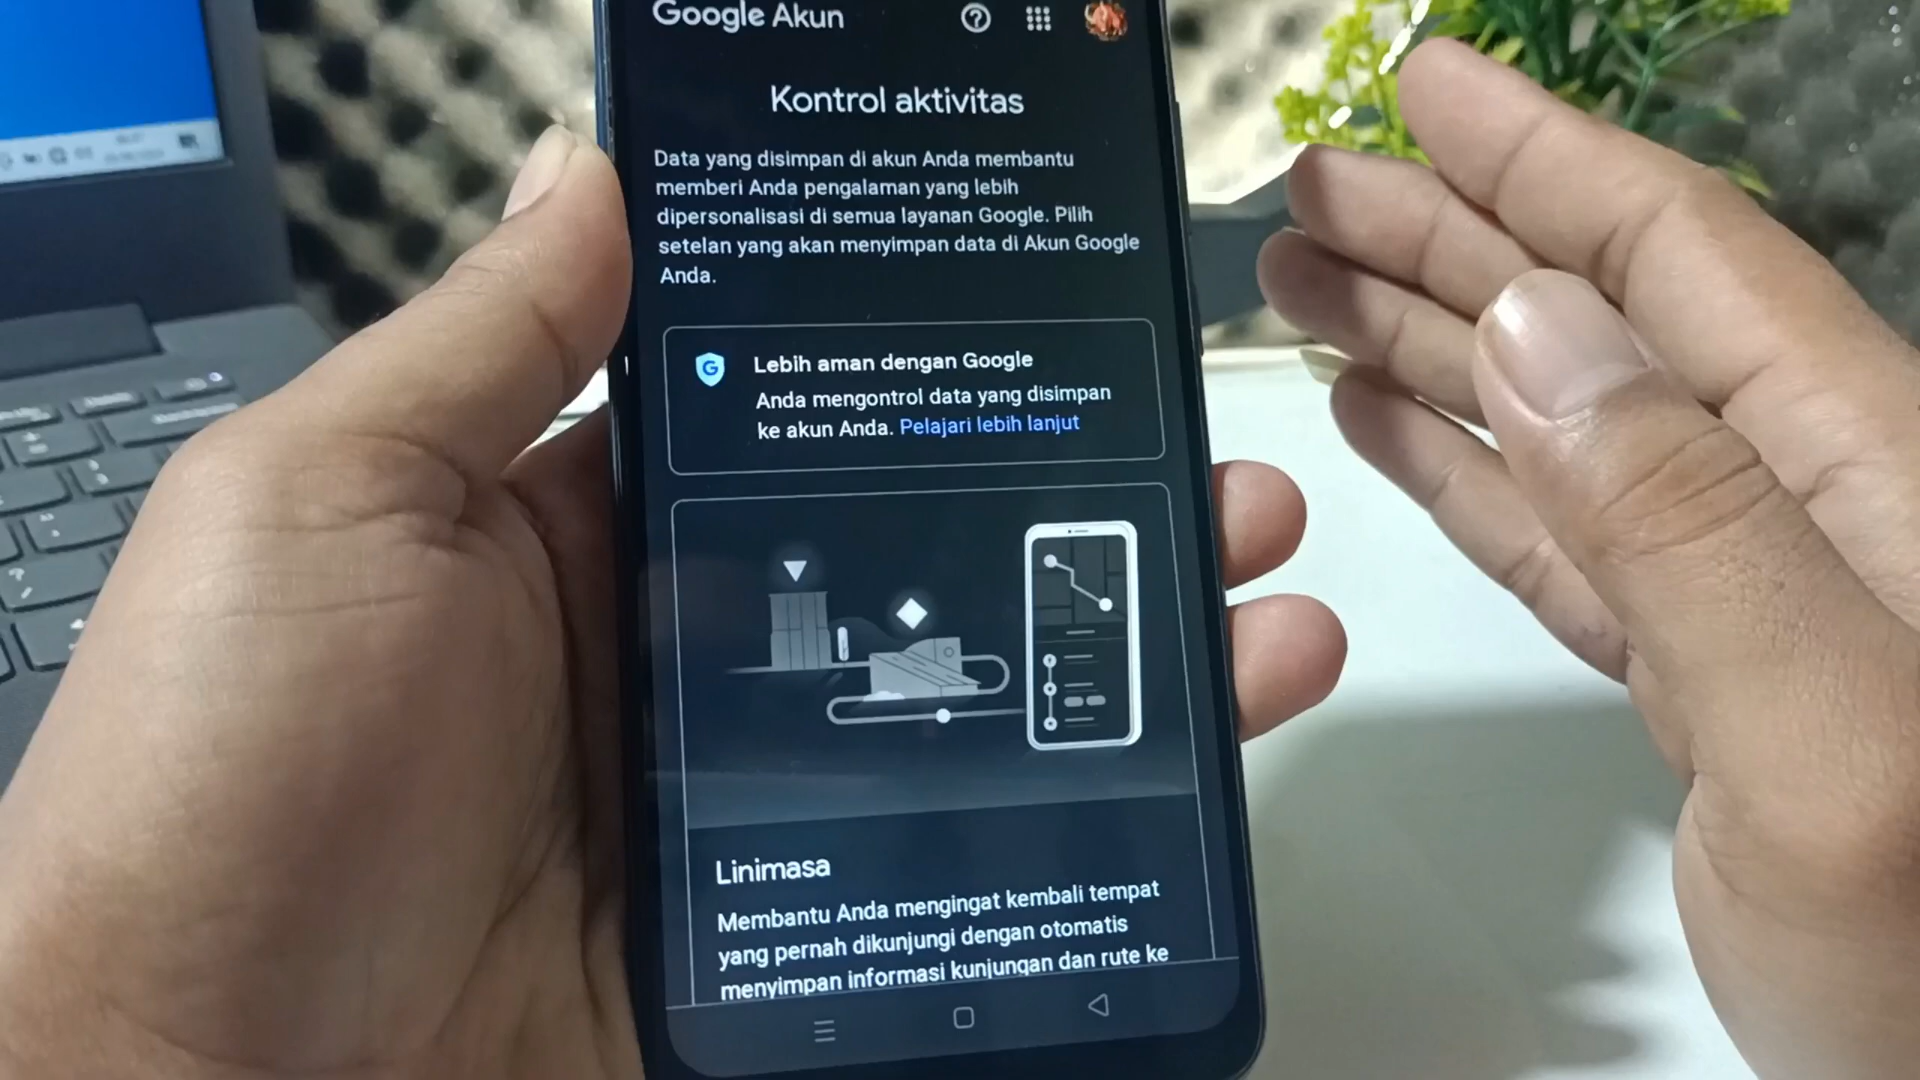 Google Akun
Kontrol aktivitas
Data yang disimpan di akun Anda membantu
memberi Anda pengalaman yang lebih
dipersonalisasi di semua layanan Google. Pilih
setelan yang akan menyimpan data di Akun Google
Anda.
G
Lebih aman dengan Google
Anda mengontrol data yang disimpan
ke akun Anda. Pelajari lebih lanjut
Linimasa
Membantu Anda mengingat kembali tempat
yang pernah dikunjungi dengan otomatis
menyimpan informasi kunjungan dan rute ke